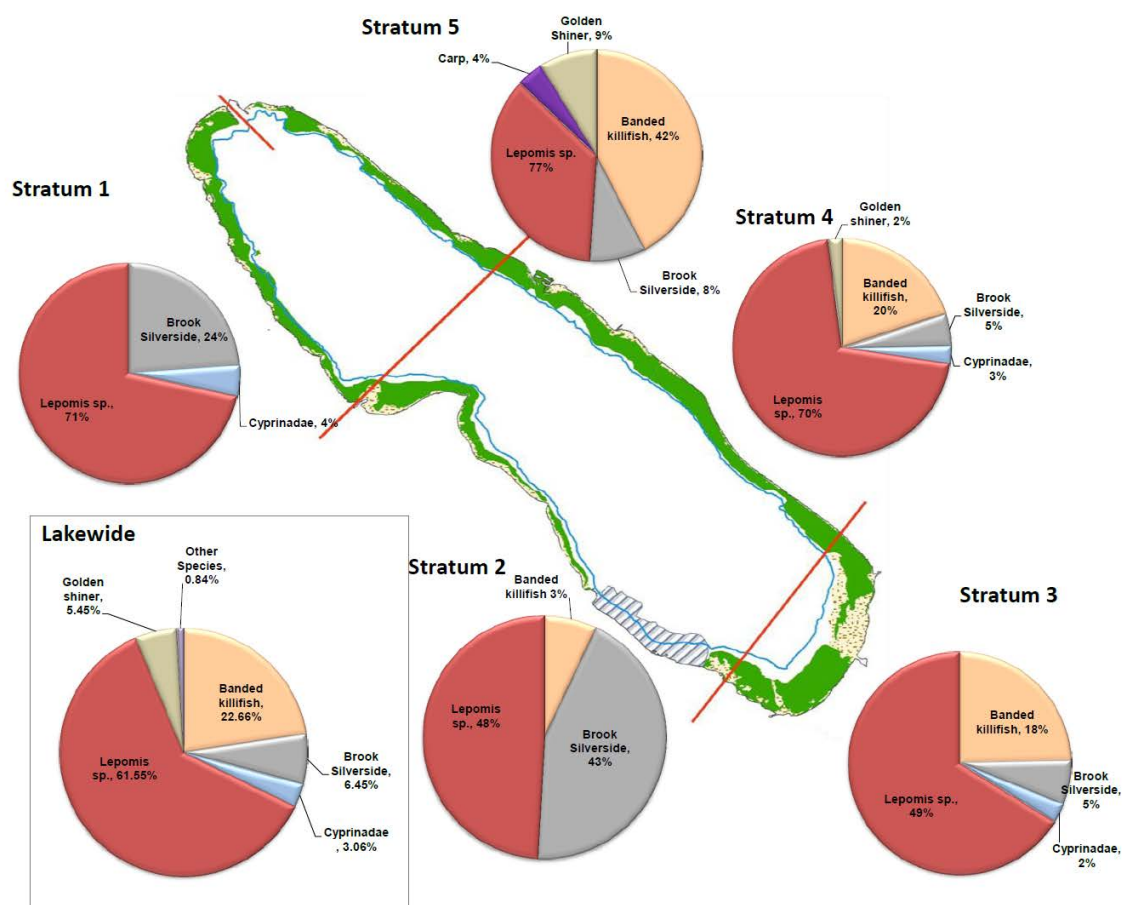 Stratum 5
Golden
Shiner, 9%
Carp, 4%
Banded
killifish, 42%
Lepomis sp.
77%
Brook
Silverside, 8%
Stratum 1
Brook
Silverside, 24%
Lepomis sp.,
71%
Cyprinadae, 4%
Stratum 4
Golden
shiner, 2%
Banded
killifish,
20%
Brook
Silverside,
5%
Cyprinadae,
3%
Lepomis
sp., 70%
Lakewide
Other
Species,
0.84%
Golden
shiner,
5.45%
Banded
killifish,
22.66%
Lepomis
sp., 61.55%
Brook
Silverside,
6.45%
Cyprinadae
, 3.06%
Stratum 2
Banded
killifish 3%
Lepomis
sp., 48%
Brook
Silverside,
43%
Stratum 3
Banded
killifish, 18%
Lepomis sp.,
49%
Brook
Silverside,
5%
Cyprinadae,
2%